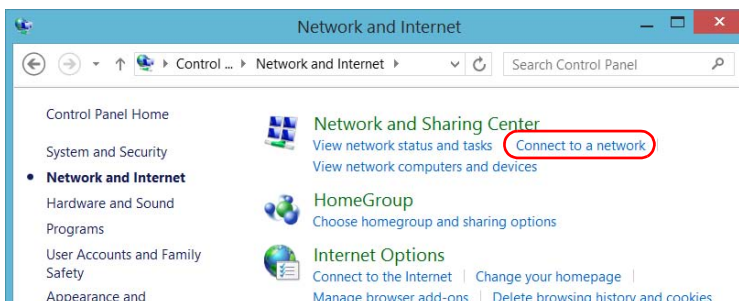 Network and Internet
Control ... Network and Internet
Search Control Panel
Control Panel Home
System and Security
Network and Internet
Hardware and Sound
Programs
User Accounts and Family
Safety
Appearance and
Network and Sharing Center
View network status and tasks
Connect to a network
View network computers and devices
HomeGroup
Choose homegroup and sharing options
Internet Options
Connect to the Internet
Change your homepage
Manage browser add-ons
Delete browsing history and cookies